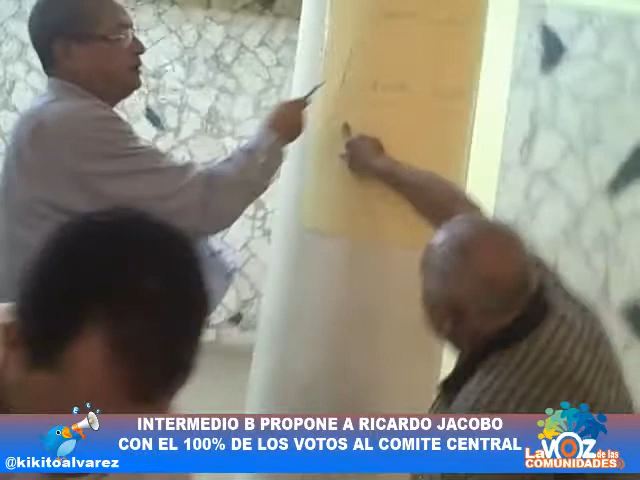 INTERMEDIO B PROPONE A RICARDO JACOBO
CON EL 100% DE LOS VOTOS AL COMITE CENTRAL
@kikitoalvarez
La VOZ de las
COMUNIDADES